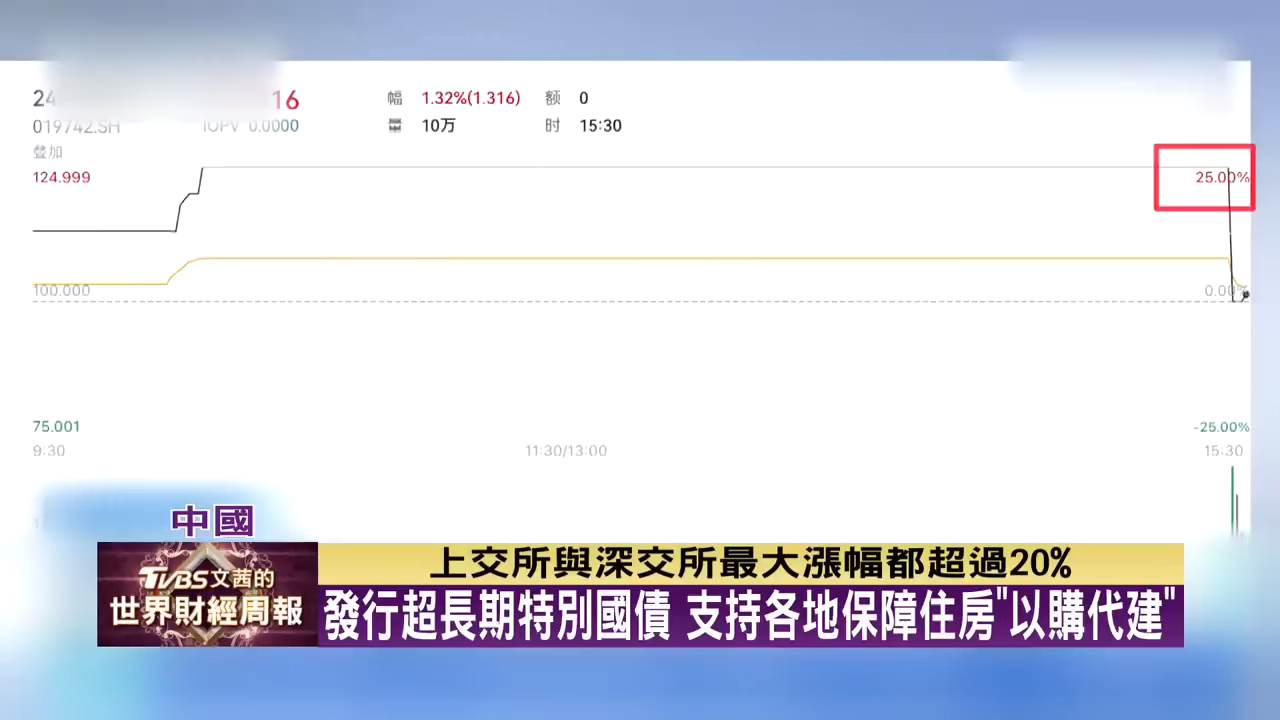 24
16
幅 1.32%(1.316) 额 0
019742.SH
IOPV 0.0000
量 10万 时 15:30
叠加
124.999
25.00%
100.000
0.00%
75.001
-25.00%
9:30
11:30/13:00
15:30
中國
上交所與深交所最大漲幅都超過20%
TVBS文茜的
世界財經周報
發行超長期特別國債 支持各地保障住房"以購代建"